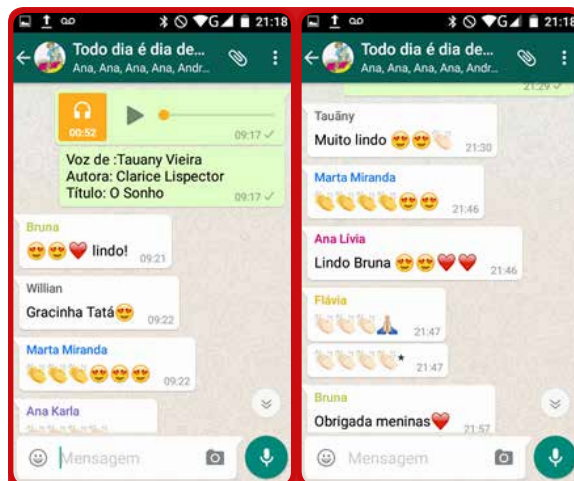 21:18
Todo dia é dia de...
Ana, Ana, Ana, Ana, Andr...
00:52
09:17
Voz de :Tauany Vieira
Autora: Clarice Lispector
Título: O Sonho
09:17
Bruna
😍😍❤️ lindo!
09:21
Willian
Gracinha Tatá😍
09:22
Marta Miranda
👏👏👏😍😍😍
09:22
Ana Karla
Mensagem
21:18
Todo dia é dia de...
Ana, Ana, Ana, Ana, Andr...
21:29
Tauãny
Muito lindo 😍😍👏🏻
21:30
Marta Miranda
👏👏👏👏😍😍
21:46
Ana Lívia
Lindo Bruna 😍😍❤️❤️
21:46
Flávia
👏🏻👏🏻👏🏻🙏🏻
21:47
👏🏻👏🏻👏🏻👏🏻*
21:47
Bruna
Obrigada meninas❤️
21:57
Mensagem